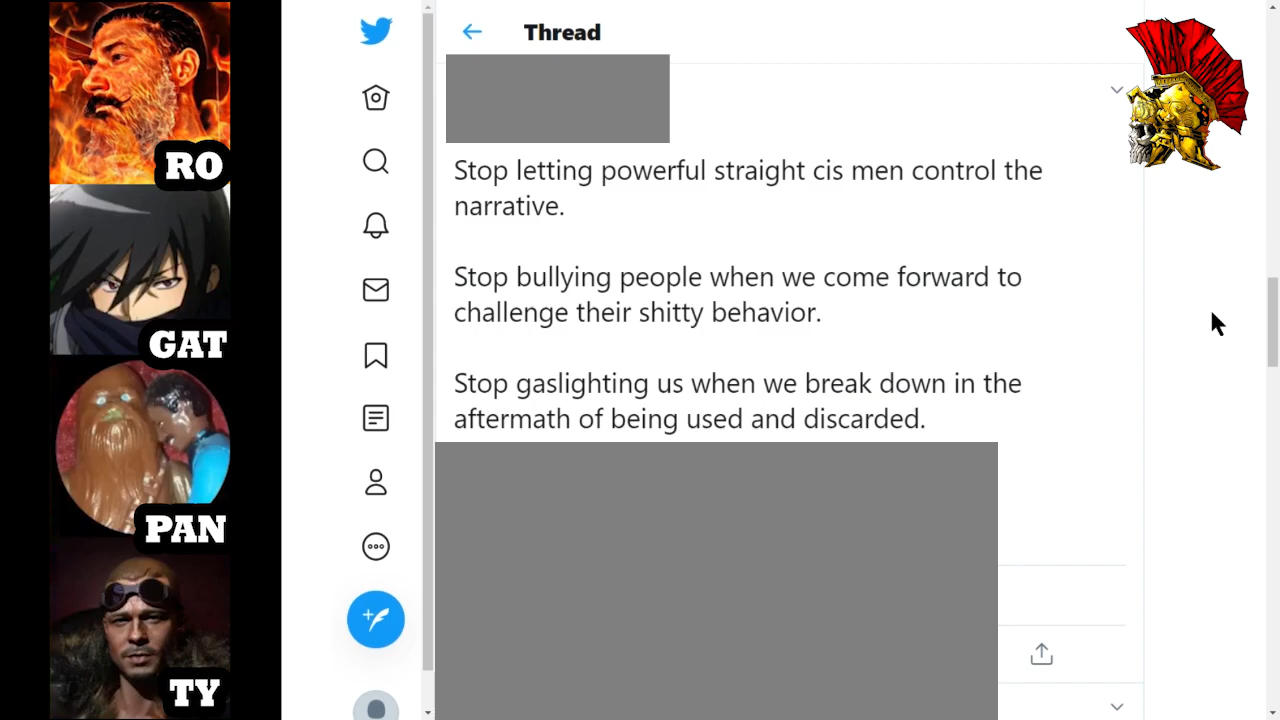 RO
GAT
PAN
TY
Thread
Stop letting powerful straight cis men control the
narrative.
Stop bullying people when we come forward to
challenge their shitty behavior.
Stop gaslighting us when we break down in the
aftermath of being used and discarded.